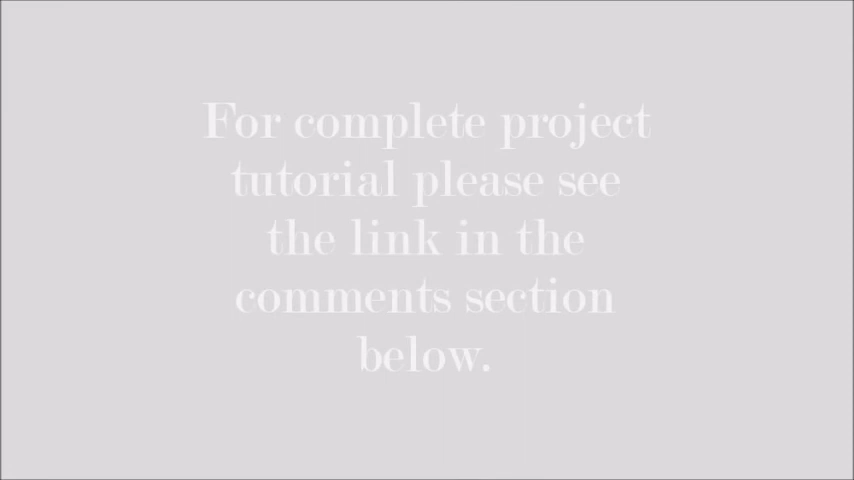 For complete project
tutorial please see
the link in the
comments section
below.